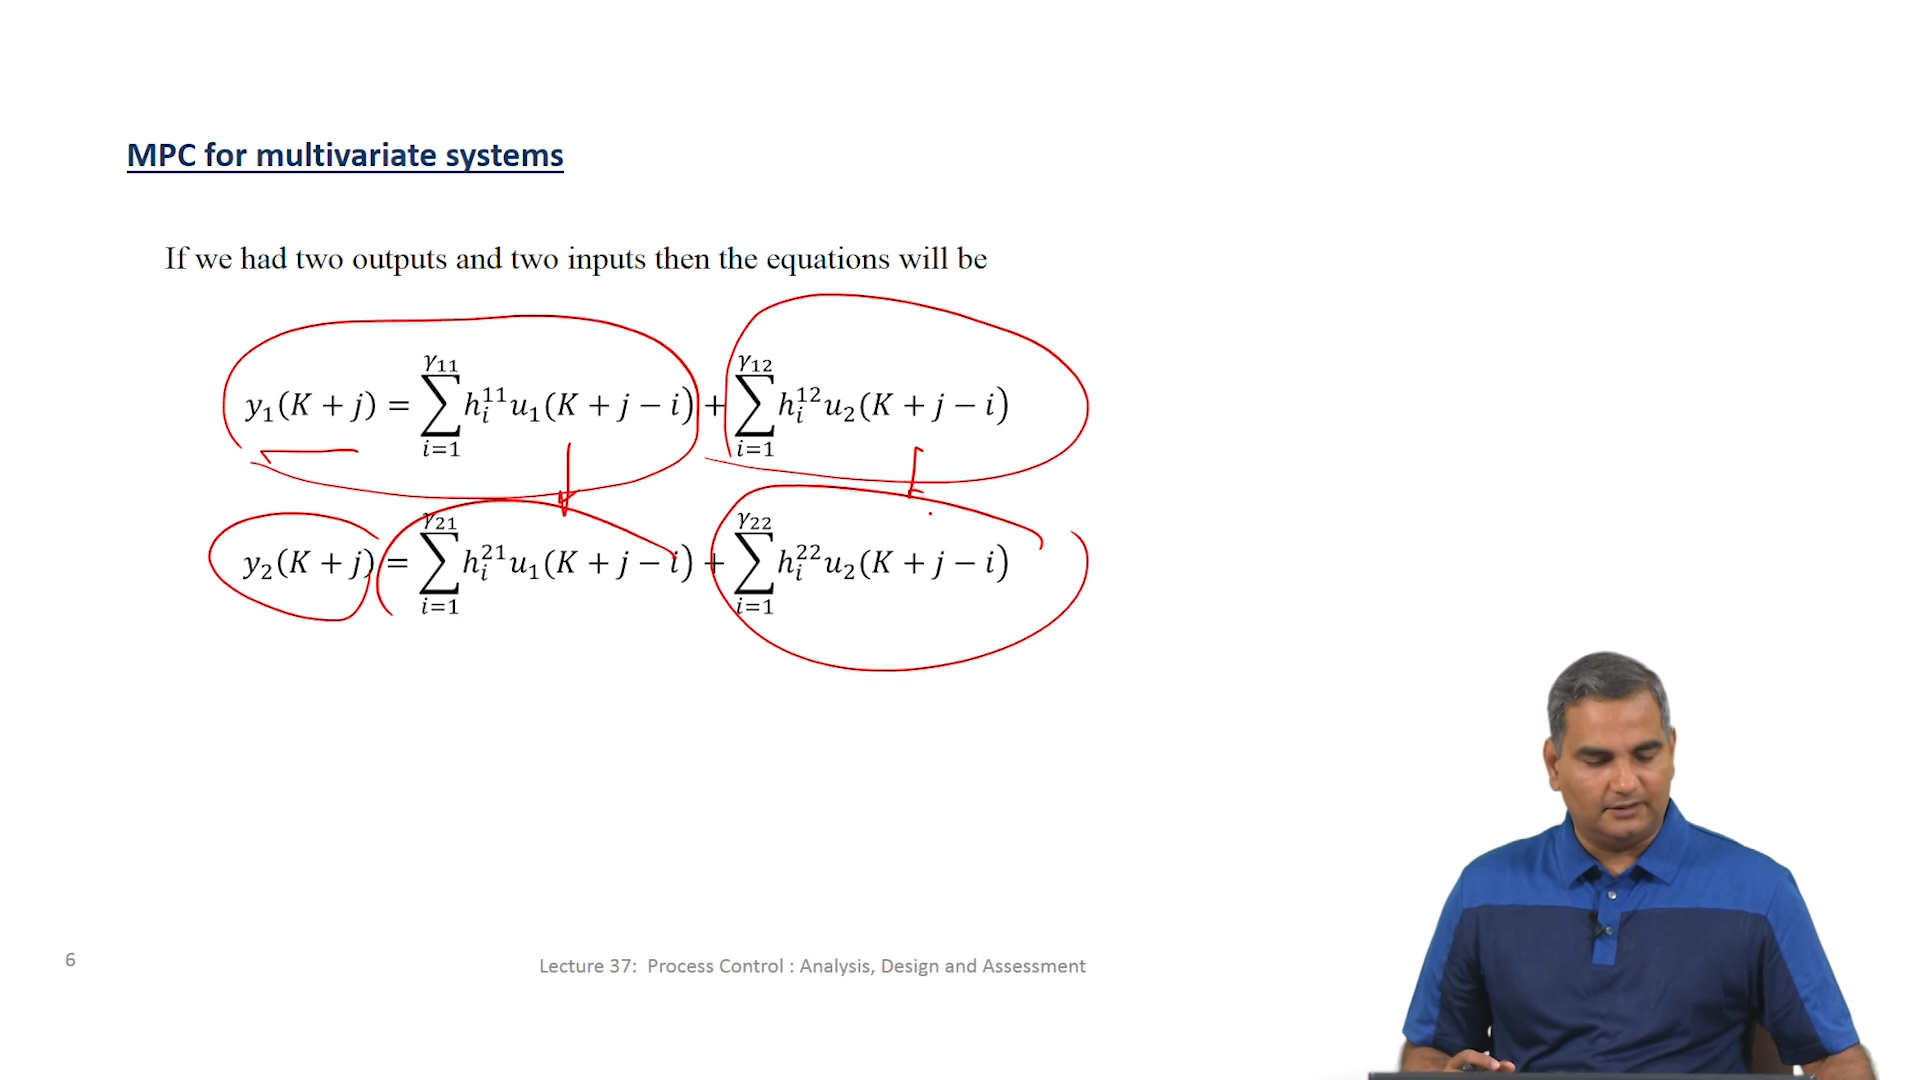 MPC for multivariate systems
If we had two outputs and two inputs then the equations will be
y₁(K + j) = ∑_{i=1}^{γ₁₁} h_i^{11} u₁(K + j − i) + ∑_{i=1}^{γ₁₂} h_i^{12} u₂(K + j − i)
y₂(K + j) = ∑_{i=1}^{γ₂₁} h_i^{21} u₁(K + j − i) + ∑_{i=1}^{γ₂₂} h_i^{22} u₂(K + j − i)
6
Lecture 37: Process Control : Analysis, Design and Assessment